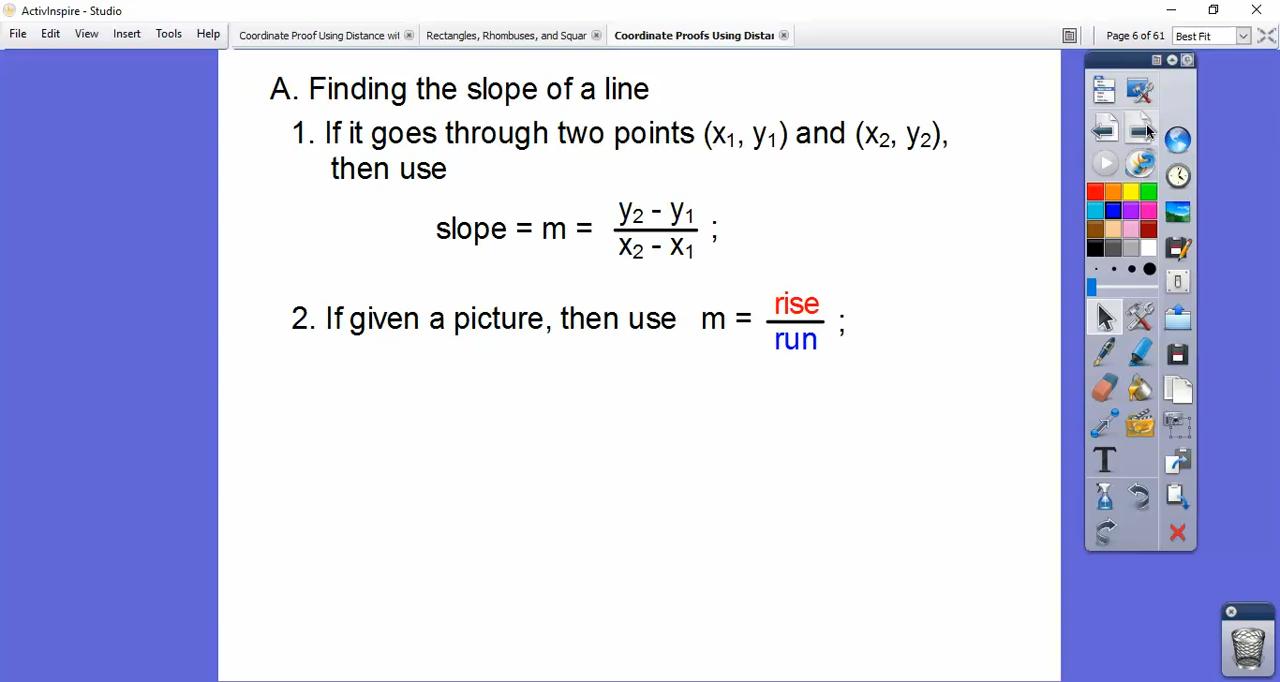 ActivInspire - Studio
File Edit View Insert Tools Help
Coordinate Proof Using Distance wit
Rectangles, Rhombuses, and Squar
Coordinate Proofs Using Distar
Page 6 of 61
Best Fit
A. Finding the slope of a line
1. If it goes through two points (x₁, y₁) and (x₂, y₂),
then use
slope = m = y₂ - y₁ / x₂ - x₁ ;
2. If given a picture, then use m = rise / run ;
T